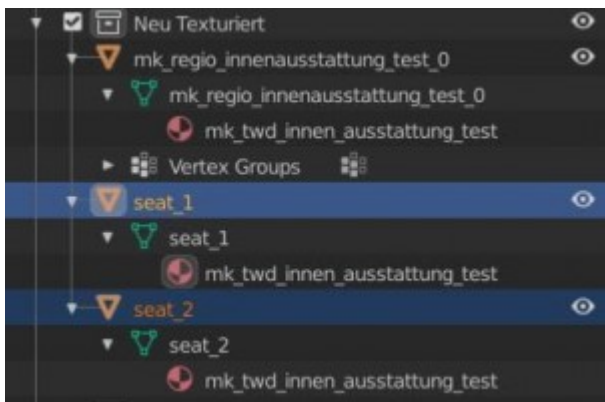 Neu Texturiert
mk_regio_innenausstattung_test_0
mk_regio_innenausstattung_test_0
mk_twd_innen_ausstattung_test
Vertex Groups
seat_1
seat_1
mk_twd_innen_ausstattung_test
seat_2
seat_2
mk_twd_innen_ausstattung_test